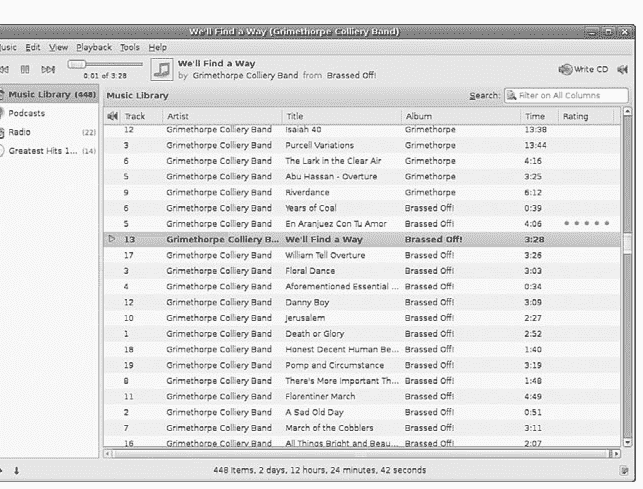 We'll Find a Way (Grimethorpe Colliery Band)
Music Edit View Playback Tools Help
We'll Find a Way
0:01 of 3:28 by Grimethorpe Colliery Band from Brassed Off! Write CD
Music Library (448) Music Library Search: Filter on All Columns
Podcasts
Radio (22)
Greatest Hits 1... (14)
Track Artist Title Album Time Rating
12 Grimethorpe Colliery Band Isaiah 40 Grimethorpe 13:38
3 Grimethorpe Colliery Band Purcell Variations Grimethorpe 13:44
6 Grimethorpe Colliery Band The Lark in the Clear Air Grimethorpe 4:16
5 Grimethorpe Colliery Band Abu Hassan - Overture Grimethorpe 3:25
9 Grimethorpe Colliery Band Riverdance Grimethorpe 6:12
6 Grimethorpe Colliery Band Years of Coal Brassed Off! 0:39
5 Grimethorpe Colliery Band En Aranjuez Con Tu Amor Brassed Off! 4:06
13 Grimethorpe Colliery B... We'll Find a Way Brassed Off! 3:28
17 Grimethorpe Colliery Band William Tell Overture Brassed Off! 3:26
3 Grimethorpe Colliery Band Floral Dance Brassed Off! 3:03
4 Grimethorpe Colliery Band Aforementioned Essential ... Brassed Off! 0:34
12 Grimethorpe Colliery Band Danny Boy Brassed Off! 3:09
10 Grimethorpe Colliery Band Jerusalem Brassed Off! 2:27
1 Grimethorpe Colliery Band Death or Glory Brassed Off! 2:52
18 Grimethorpe Colliery Band Honest Decent Human Be... Brassed Off! 1:40
19 Grimethorpe Colliery Band Pomp and Circumstance Brassed Off! 3:19
8 Grimethorpe Colliery Band There's More Important Th... Brassed Off! 1:48
11 Grimethorpe Colliery Band Florentiner March Brassed Off! 4:49
2 Grimethorpe Colliery Band A Sad Old Day Brassed Off! 0:51
7 Grimethorpe Colliery Band March of the Cobblers Brassed Off! 3:11
16 Grimethorpe Colliery Band All Things Bright and Beau... Brassed Off! 2:07
448 items, 2 days, 12 hours, 24 minutes, 42 seconds